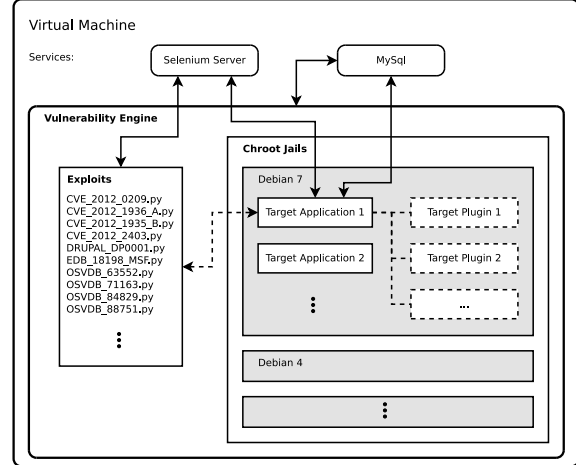 Virtual Machine
Services:
Selenium Server
MySql
Vulnerability Engine
Exploits
CVE_2012_0209.py
CVE_2012_1936_A.py
CVE_2012_1935_B.py
CVE_2012_2403.py
DRUPAL_DP0001.py
EDB_18198_MSF.py
OSVDB_63552.py
OSVDB_71163.py
OSVDB_84829.py
OSVDB_88751.py
Chroot Jails
Debian 7
Target Application 1
Target Plugin 1
Target Application 2
Target Plugin 2
...
Debian 4